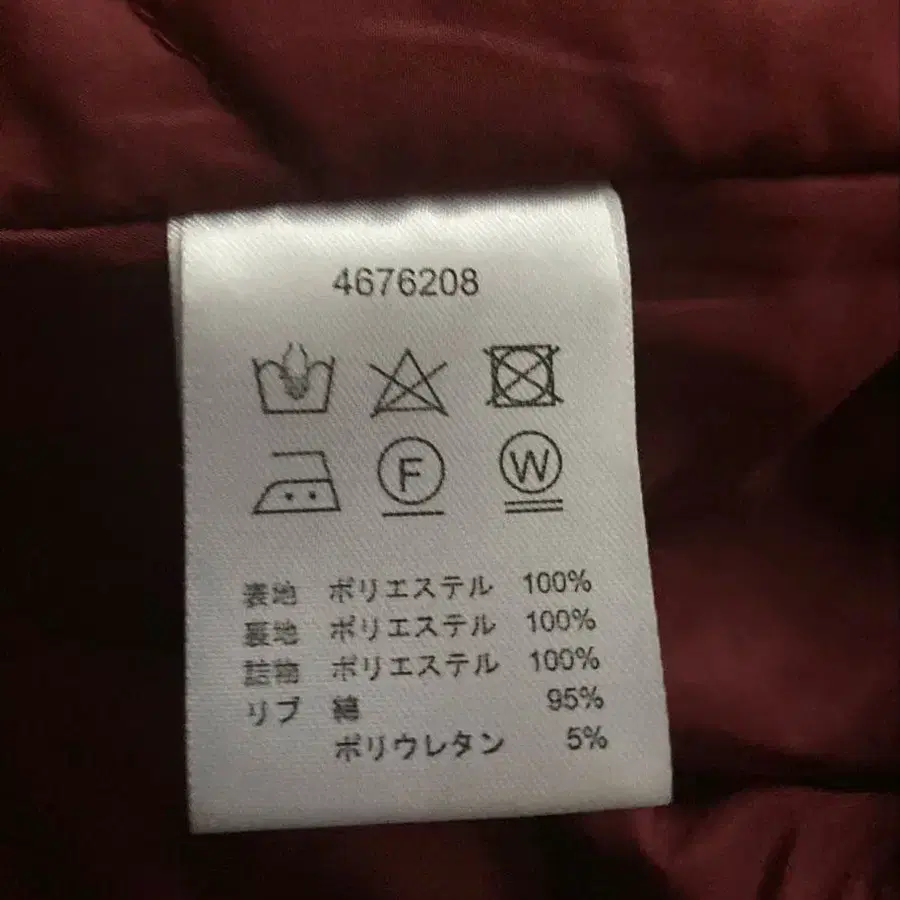 4676208
F W
表地 ポリエステル 100%
裏地 ポリエステル 100%
詰物 ポリエステル 100%
リブ 綿 95%
ポリウレタン 5%